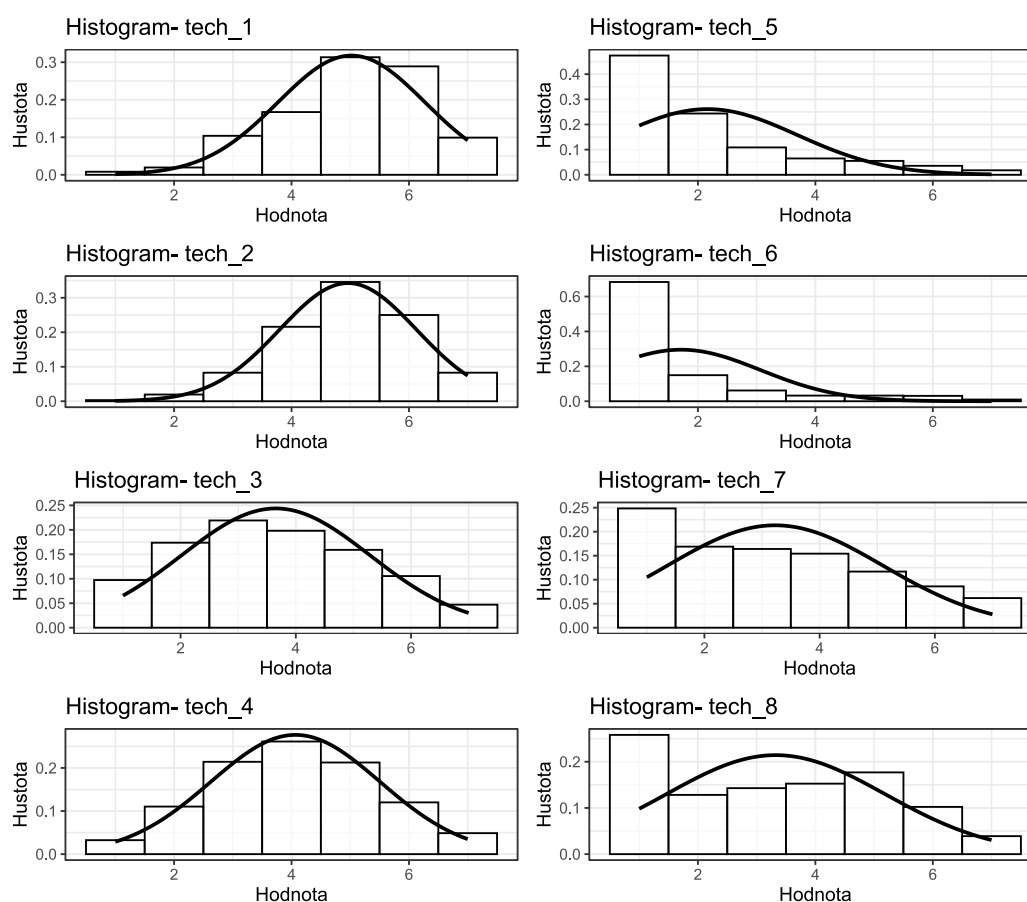 Histogram- tech_1
0.3
0.2
0.1
0.0
Hustota
2 4 6
Hodnota
Histogram- tech_5
0.4
0.3
0.2
0.1
0.0
Hustota
2 4 6
Hodnota
Histogram- tech_2
0.3
0.2
0.1
0.0
Hustota
2 4 6
Hodnota
Histogram- tech_6
0.6
0.4
0.2
0.0
Hustota
2 4 6
Hodnota
Histogram- tech_3
0.25
0.20
0.15
0.10
0.05
0.00
Hustota
2 4 6
Hodnota
Histogram- tech_7
0.25
0.20
0.15
0.10
0.05
0.00
Hustota
2 4 6
Hodnota
Histogram- tech_4
0.2
0.1
0.0
Hustota
2 4 6
Hodnota
Histogram- tech_8
0.2
0.1
0.0
Hustota
2 4 6
Hodnota